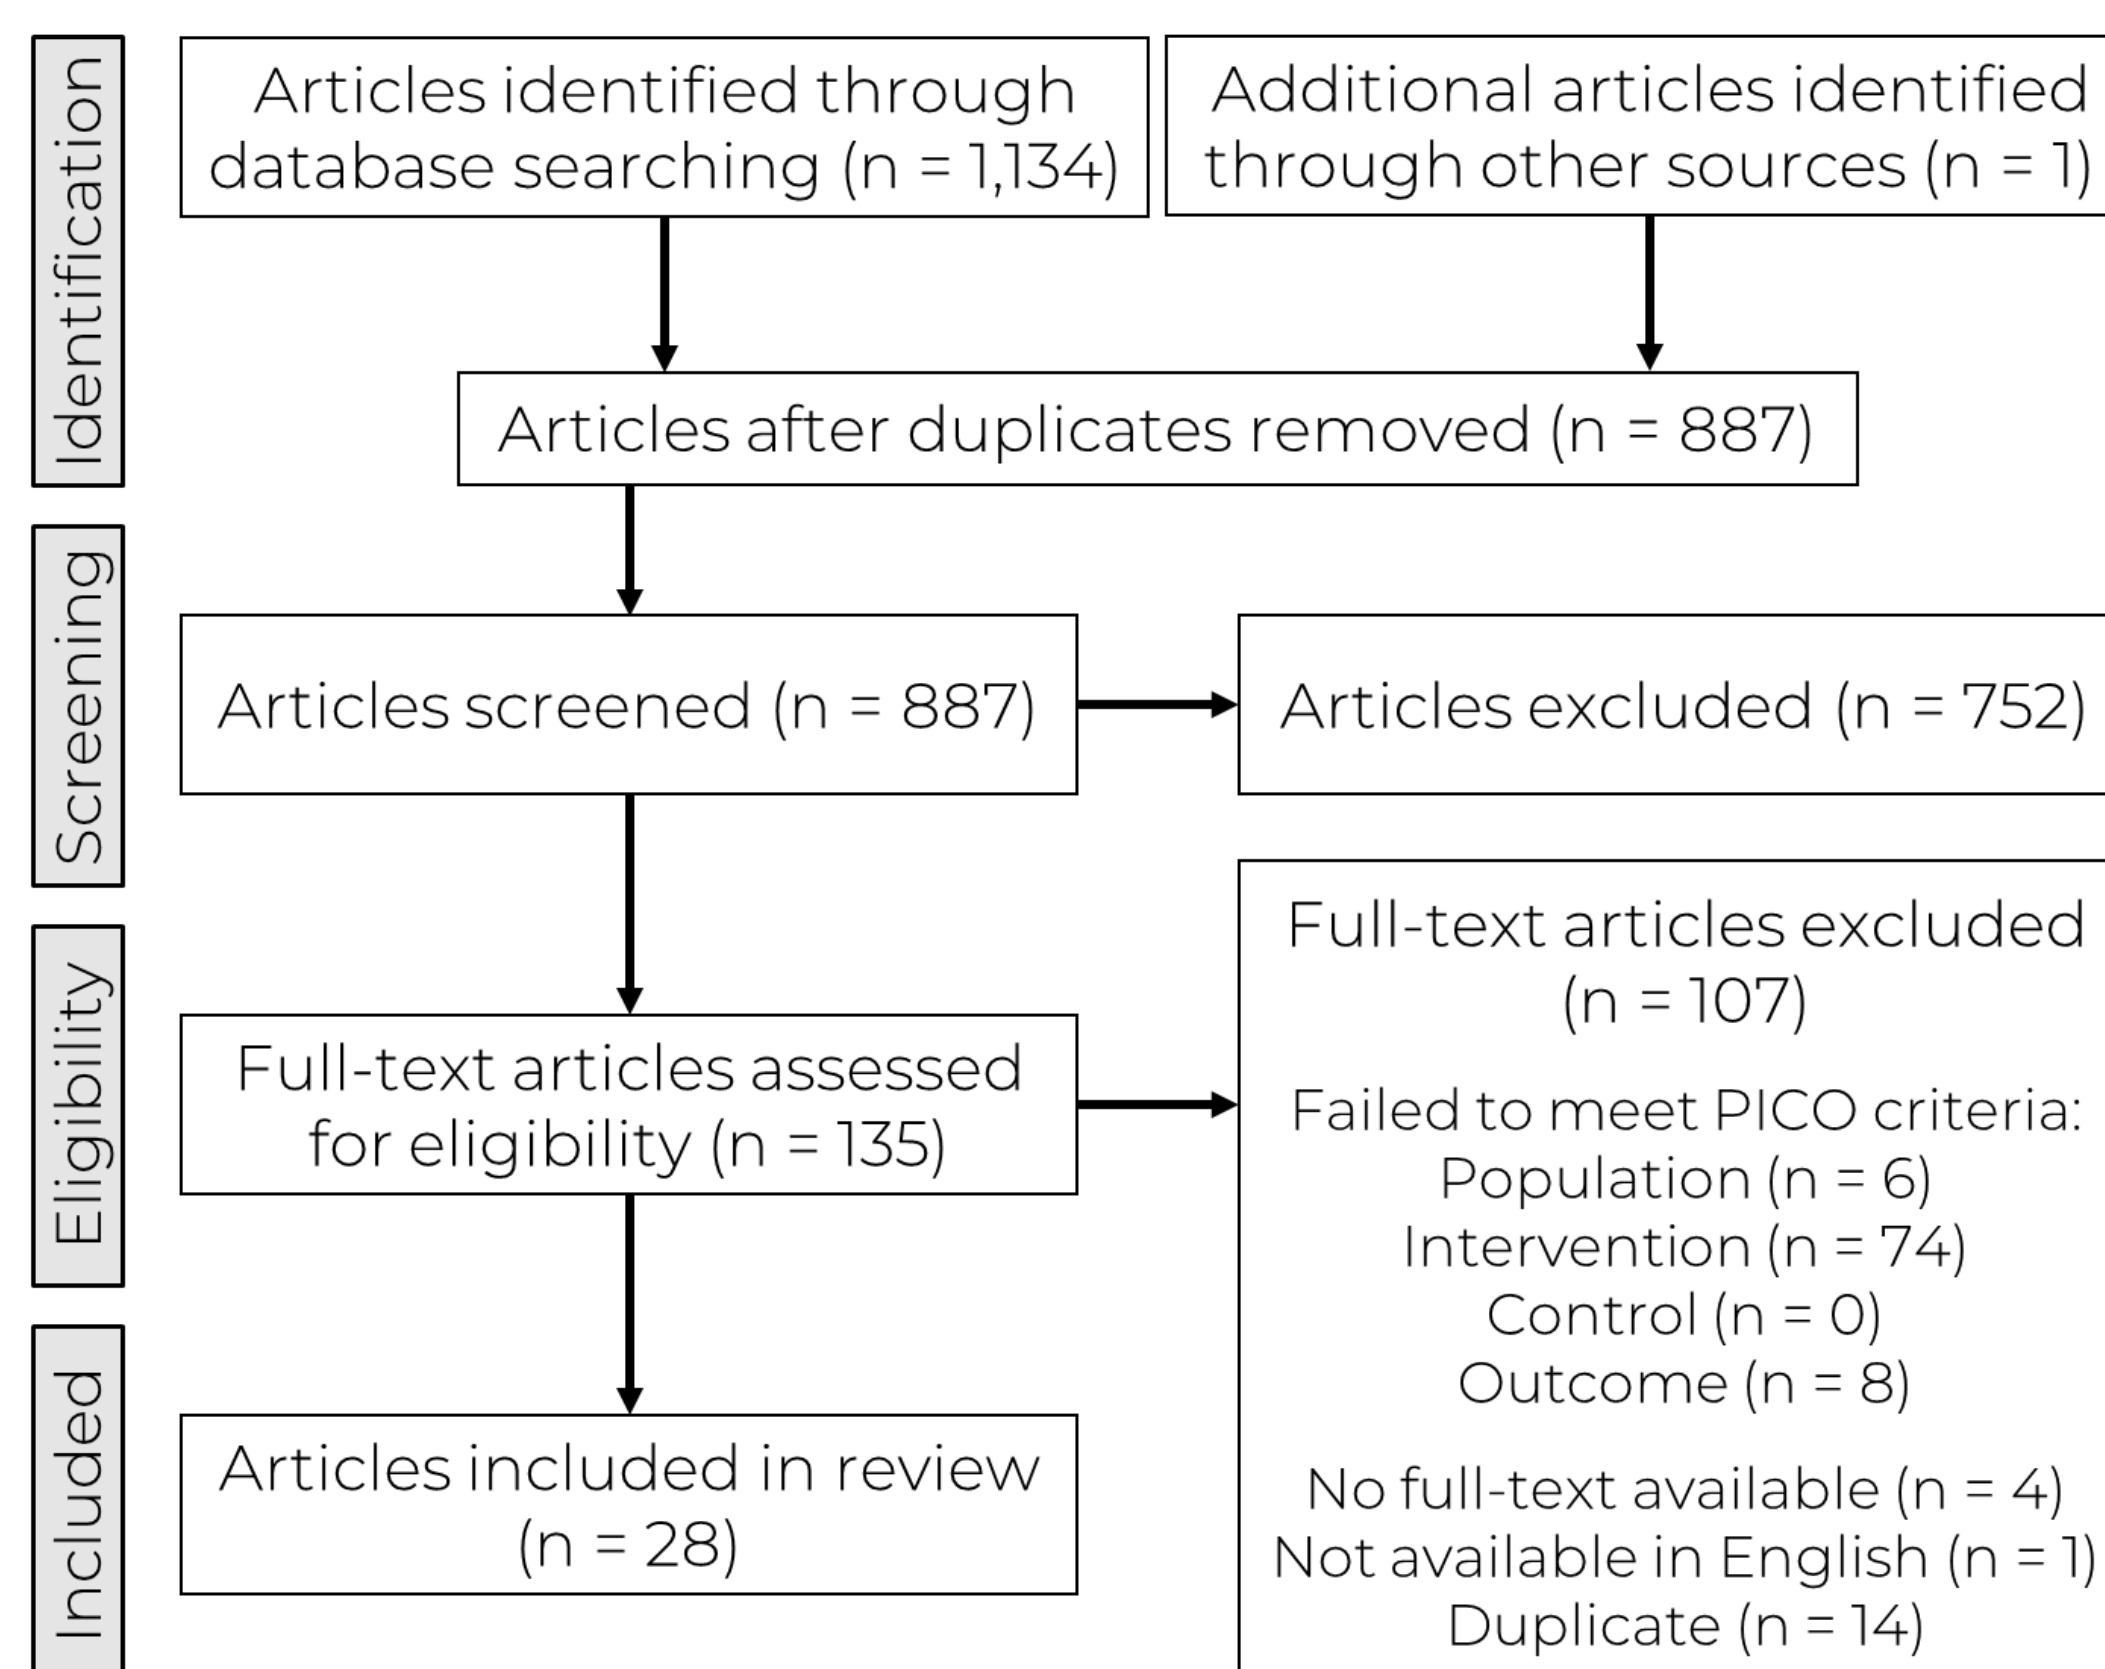 Identification
Articles identified through
database searching (n = 1,134)
Additional articles identified
through other sources (n = 1)
Articles after duplicates removed (n = 887)
Screening
Articles screened (n = 887)
Articles excluded (n = 752)
Eligibility
Full-text articles assessed
for eligibility (n = 135)
Full-text articles excluded
(n = 107)
Failed to meet PICO criteria:
Population (n = 6)
Intervention (n = 74)
Control (n = 0)
Outcome (n = 8)
No full-text available (n = 4)
Not available in English (n = 1)
Duplicate (n = 14)
Included
Articles included in review
(n = 28)